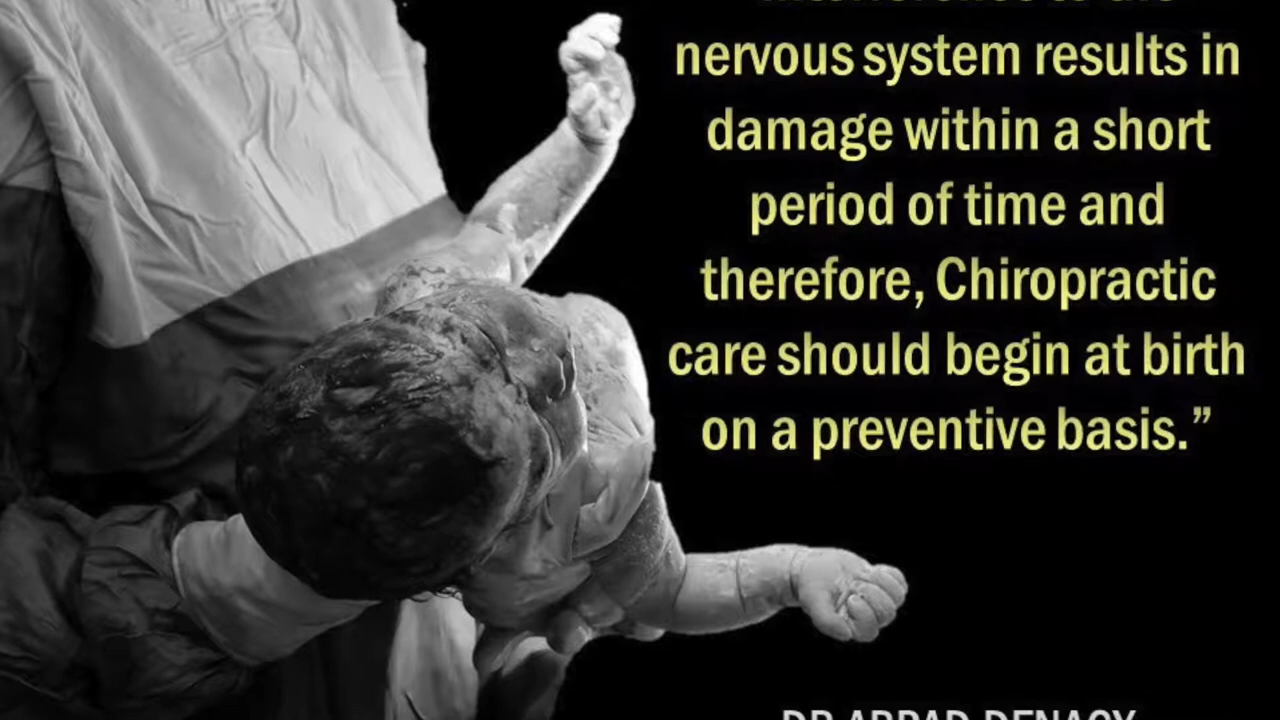 nervous system results in
damage within a short
period of time and
therefore, Chiropractic
care should begin at birth
on a preventive basis.”